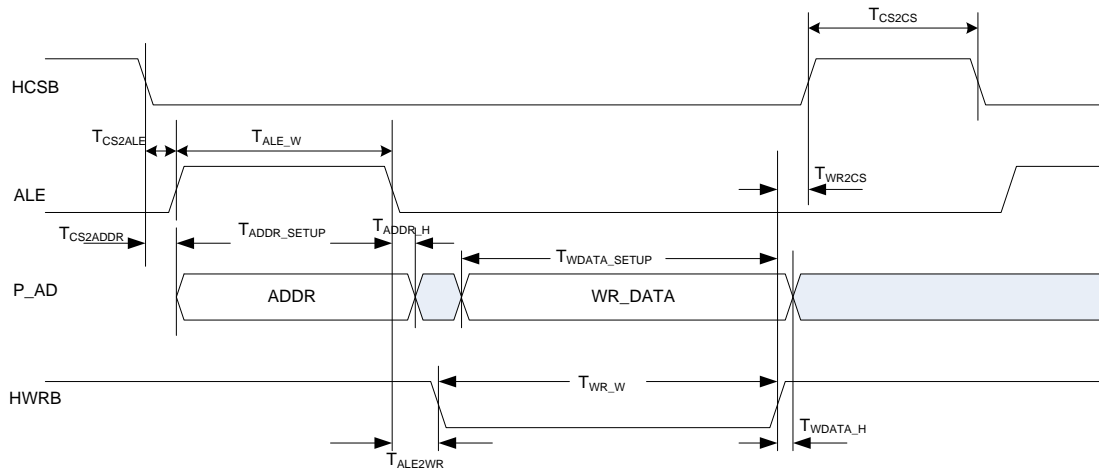 TCS2CS
HCSB
TCS2ALE
TALE_W
TWR2CS
ALE
TCS2ADDR
TADDR_SETUP
TADDR_H
TWDATA_SETUP
P_AD
ADDR
WR_DATA
HWRB
TWR_W
TWDATA_H
TALE2WR